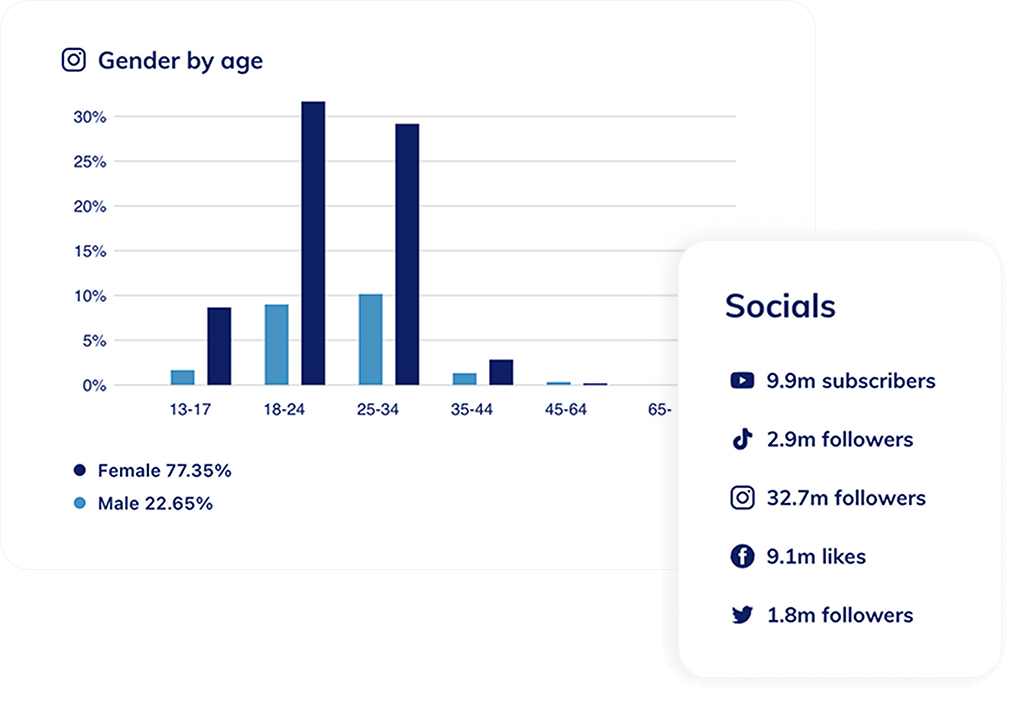 Gender by age
30%
25%
20%
15%
10%
5%
0%
13-17 18-24 25-34 35-44 45-64 65-
Female 77.35%
Male 22.65%
Socials
9.9m subscribers
2.9m followers
32.7m followers
9.1m likes
1.8m followers